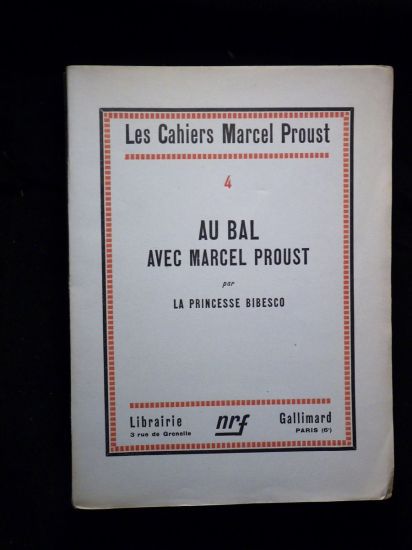 Les Cahiers Marcel Proust
4
AU BAL
AVEC MARCEL PROUST
par
LA PRINCESSE BIBESCO
Librairie nrf Gallimard
3 rue de Grenelle PARIS (6e)